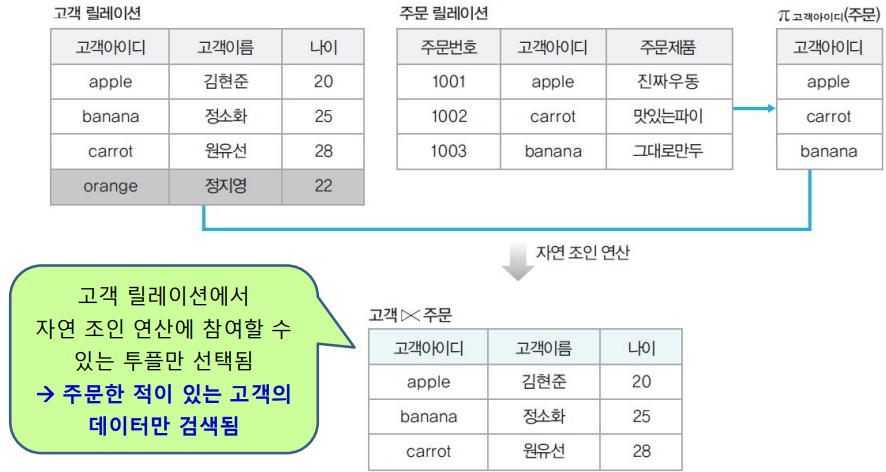 고객 릴레이션
고객아이디 고객이름 나이
apple 김현준 20
banana 정소화 25
carrot 원유선 28
orange 정지영 22
주문 릴레이션
주문번호 고객아이디 주문제품
1001 apple 진짜우동
1002 carrot 맛있는파이
1003 banana 그대로만두
π고객아이디(주문)
고객아이디
apple
carrot
banana
자연 조인 연산
고객 릴레이션에서
자연 조인 연산에 참여할 수
있는 투플만 선택됨
→ 주문한 적이 있는 고객의
데이터만 검색됨
고객⋉주문
고객아이디 고객이름 나이
apple 김현준 20
banana 정소화 25
carrot 원유선 28